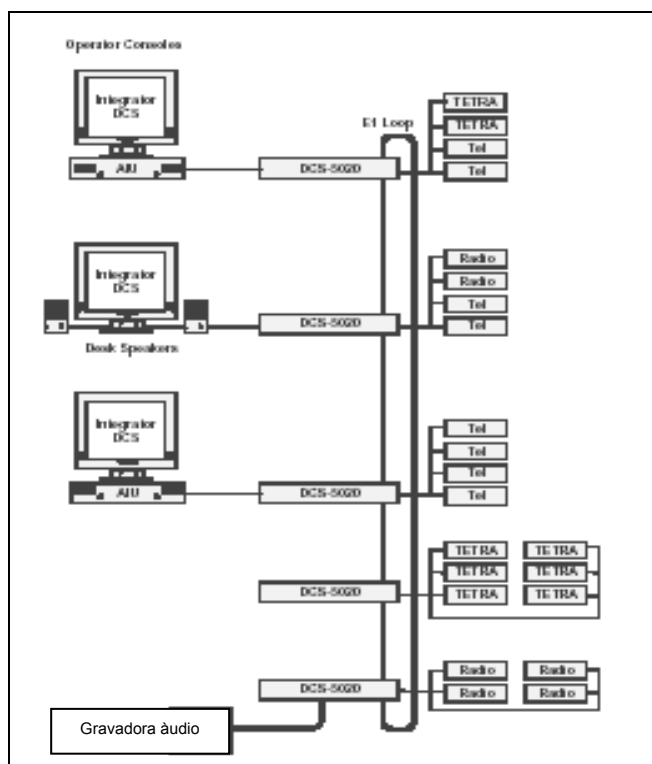 Operator Consoles
Integrator
DCS
AIU
E1 Loop
DCS-5020
TETRA
TETRA
Tel
Tel
Integrator
DCS
Desk Speakers
DCS-5020
Radio
Radio
Tel
Tel
Integrator
DCS
AIU
DCS-5020
Tel
Tel
Tel
Tel
DCS-5020
TETRA TETRA
TETRA TETRA
TETRA TETRA
DCS-5020
Radio Radio
Radio Radio
Gravadora àudio